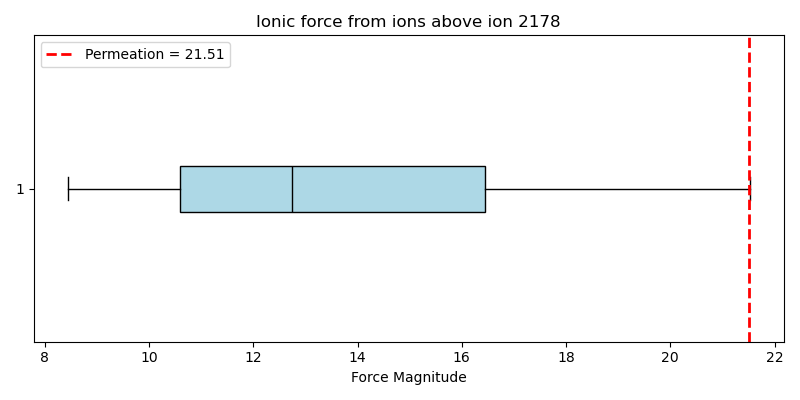 Ionic force from ions above ion 2178
Permeation = 21.51
1
8 10 12 14 16 18 20 22
Force Magnitude